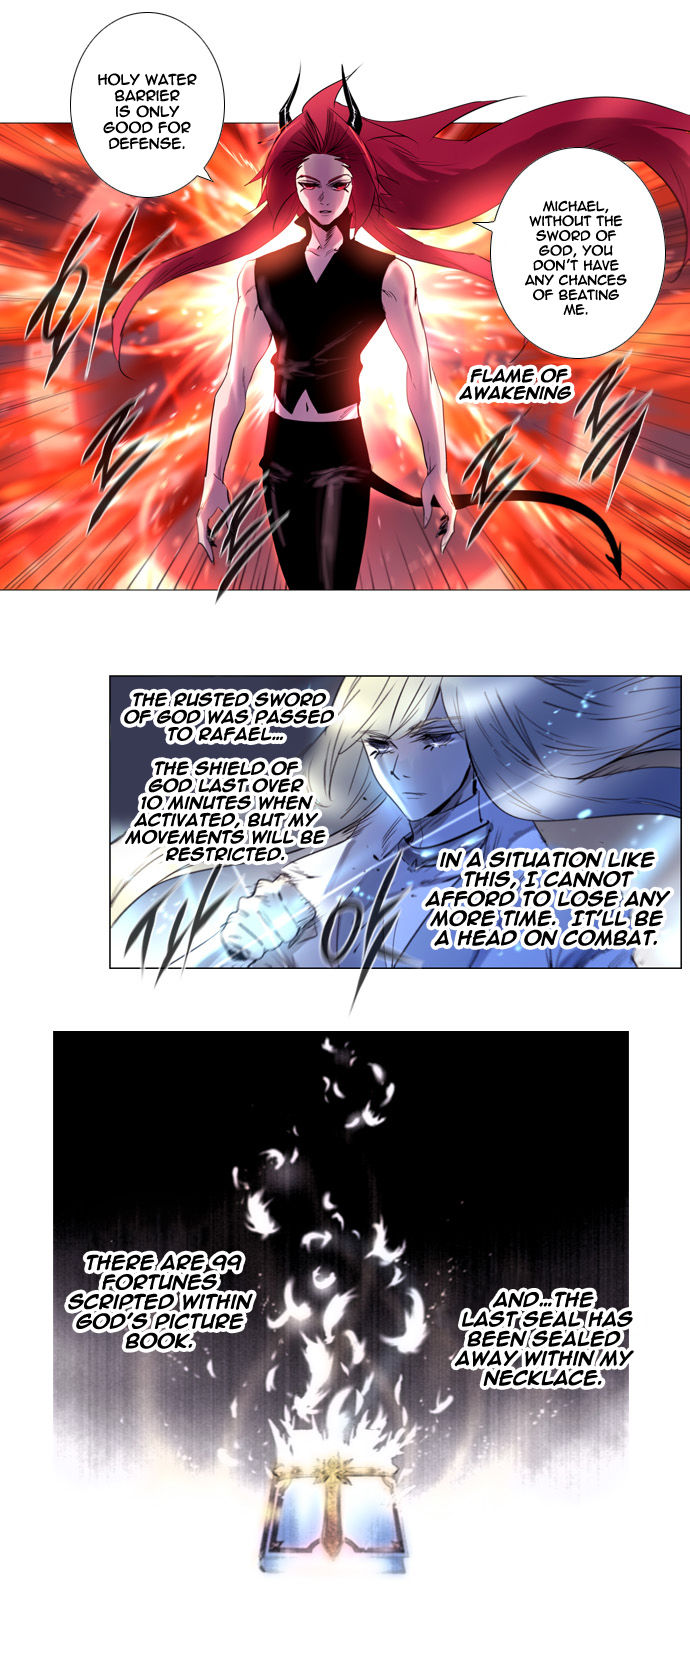 HOLY WATER
BARRIER
IS ONLY
GOOD FOR
DEFENSE.
MICHAEL,
WITHOUT THE
SWORD OF
GOD, YOU
DON'T HAVE
ANY CHANCES
OF BEATING
ME.
FLAME OF
AWAKENING
THE RUSTED SWORD
OF GOD WAS PASSED
TO RAFAEL...
THE SHIELD OF
GOD LAST OVER
10 MINUTES WHEN
ACTIVATED, BUT MY
MOVEMENTS WILL BE
RESTRICTED.
IN A SITUATION LIKE
THIS, I CANNOT
AFFORD TO LOSE ANY
MORE TIME. IT'LL BE
A HEAD ON COMBAT.
THERE ARE 99
FORTUNES
SCRIPTED WITHIN
GOD'S PICTURE
BOOK.
AND...THE
LAST SEAL HAS
BEEN SEALED
AWAY WITHIN MY
NECKLACE.